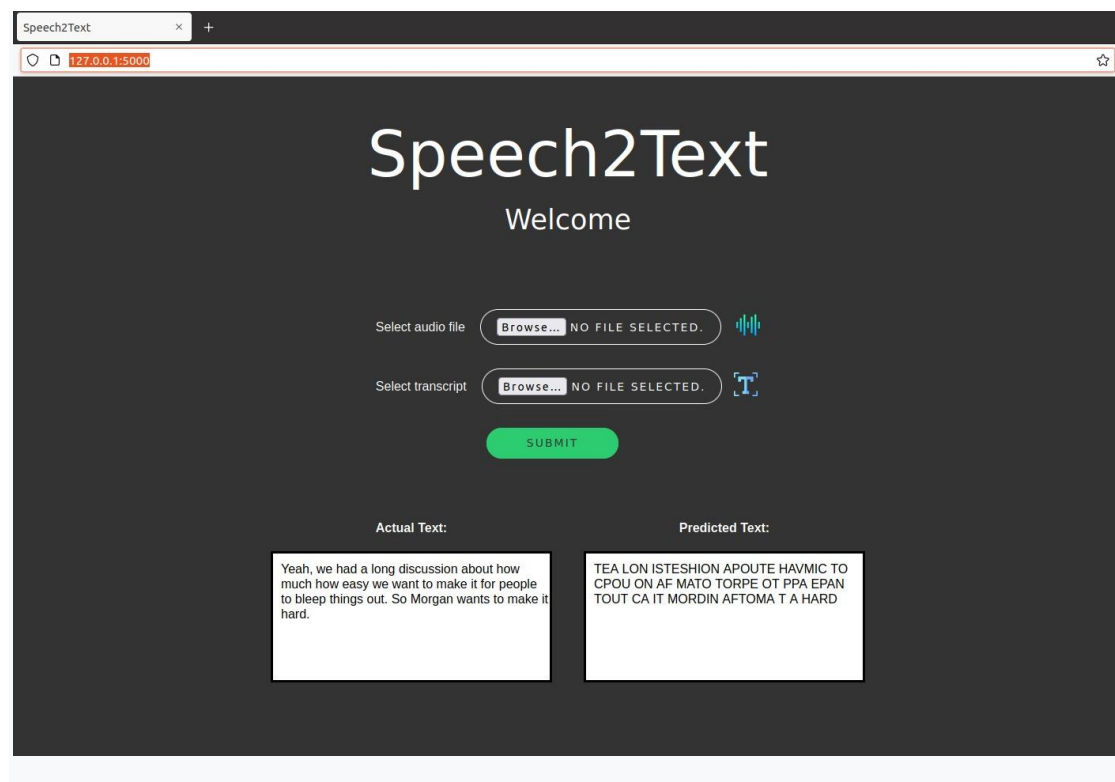 Speech2Text × +
127.0.0.1:5000
Speech2Text
Welcome
Select audio file Browse... NO FILE SELECTED.
Select transcript Browse... NO FILE SELECTED.
T
SUBMIT
Actual Text: Predicted Text:
Yeah, we had a long discussion about how
much how easy we want to make it for people
to bleep things out. So Morgan wants to make it
hard.
TEA LON ISTESHION APOUTE HAVMIC TO
CPOU ON AF MATO TORPE OT PPA EPAN
TOUT CA IT MORDIN AFTOMA T A HARD